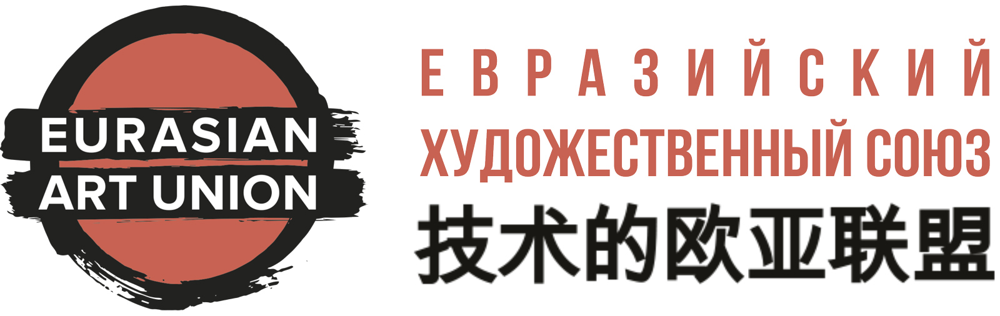 EURASIAN
ART UNION
ЕВРАЗИЙСКИЙ
ХУДОЖЕСТВЕННЫЙ СОЮЗ
技术的欧亚联盟